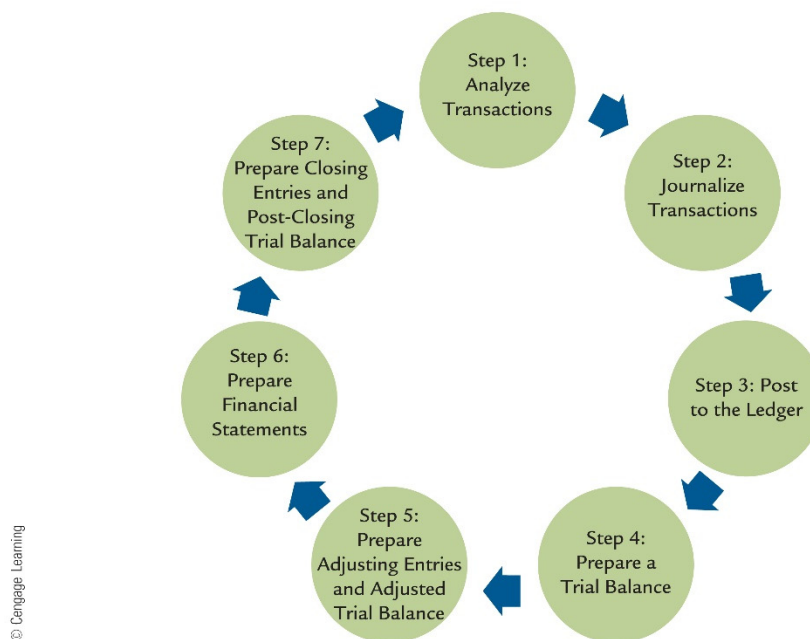 Step 1:
Analyze
Transactions
Step 2:
Journalize
Transactions
Step 3: Post
to the Ledger
Step 4:
Prepare a
Trial Balance
Step 5:
Prepare
Adjusting Entries
and Adjusted
Trial Balance
Step 6:
Prepare
Financial
Statements
Step 7:
Prepare Closing
Entries and
Post-Closing
Trial Balance
© Cengage Learning